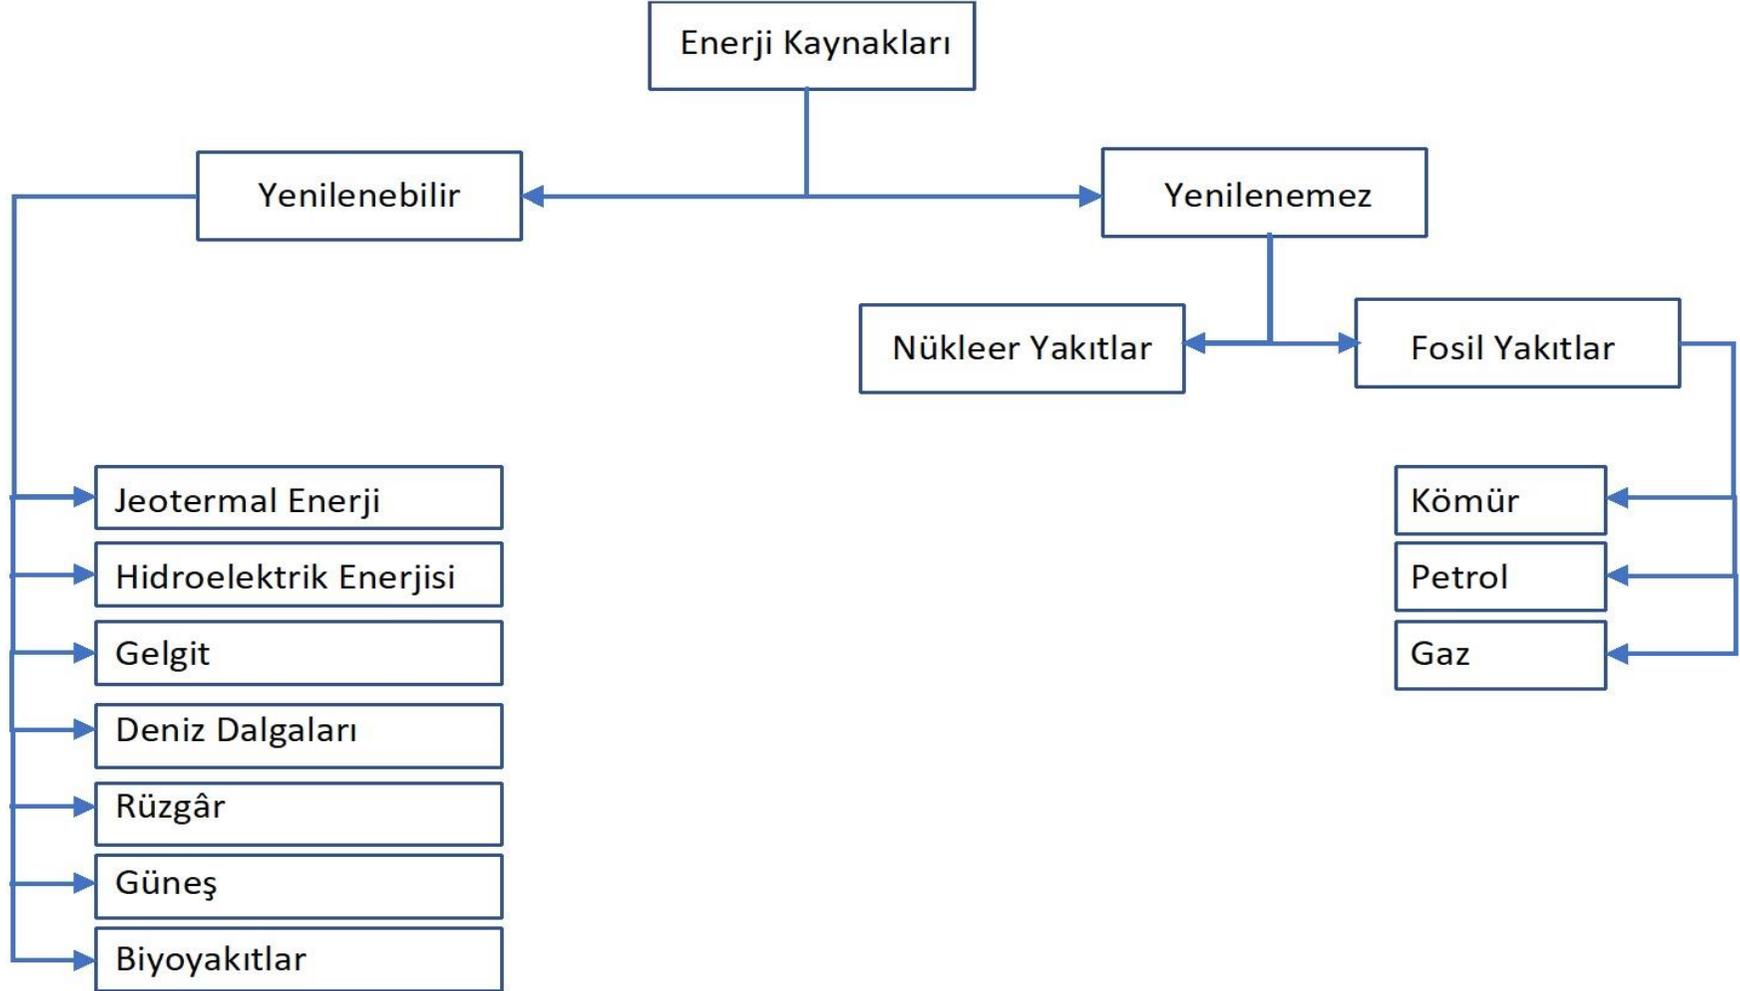 Enerji Kaynakları
Yenilenebilir
Yenilenemez
Nükleer Yakıtlar
Fosil Yakıtlar
Jeotermal Enerji
Hidroelektrik Enerjisi
Gelgit
Deniz Dalgaları
Rüzgâr
Güneş
Biyoyakıtlar
Kömür
Petrol
Gaz